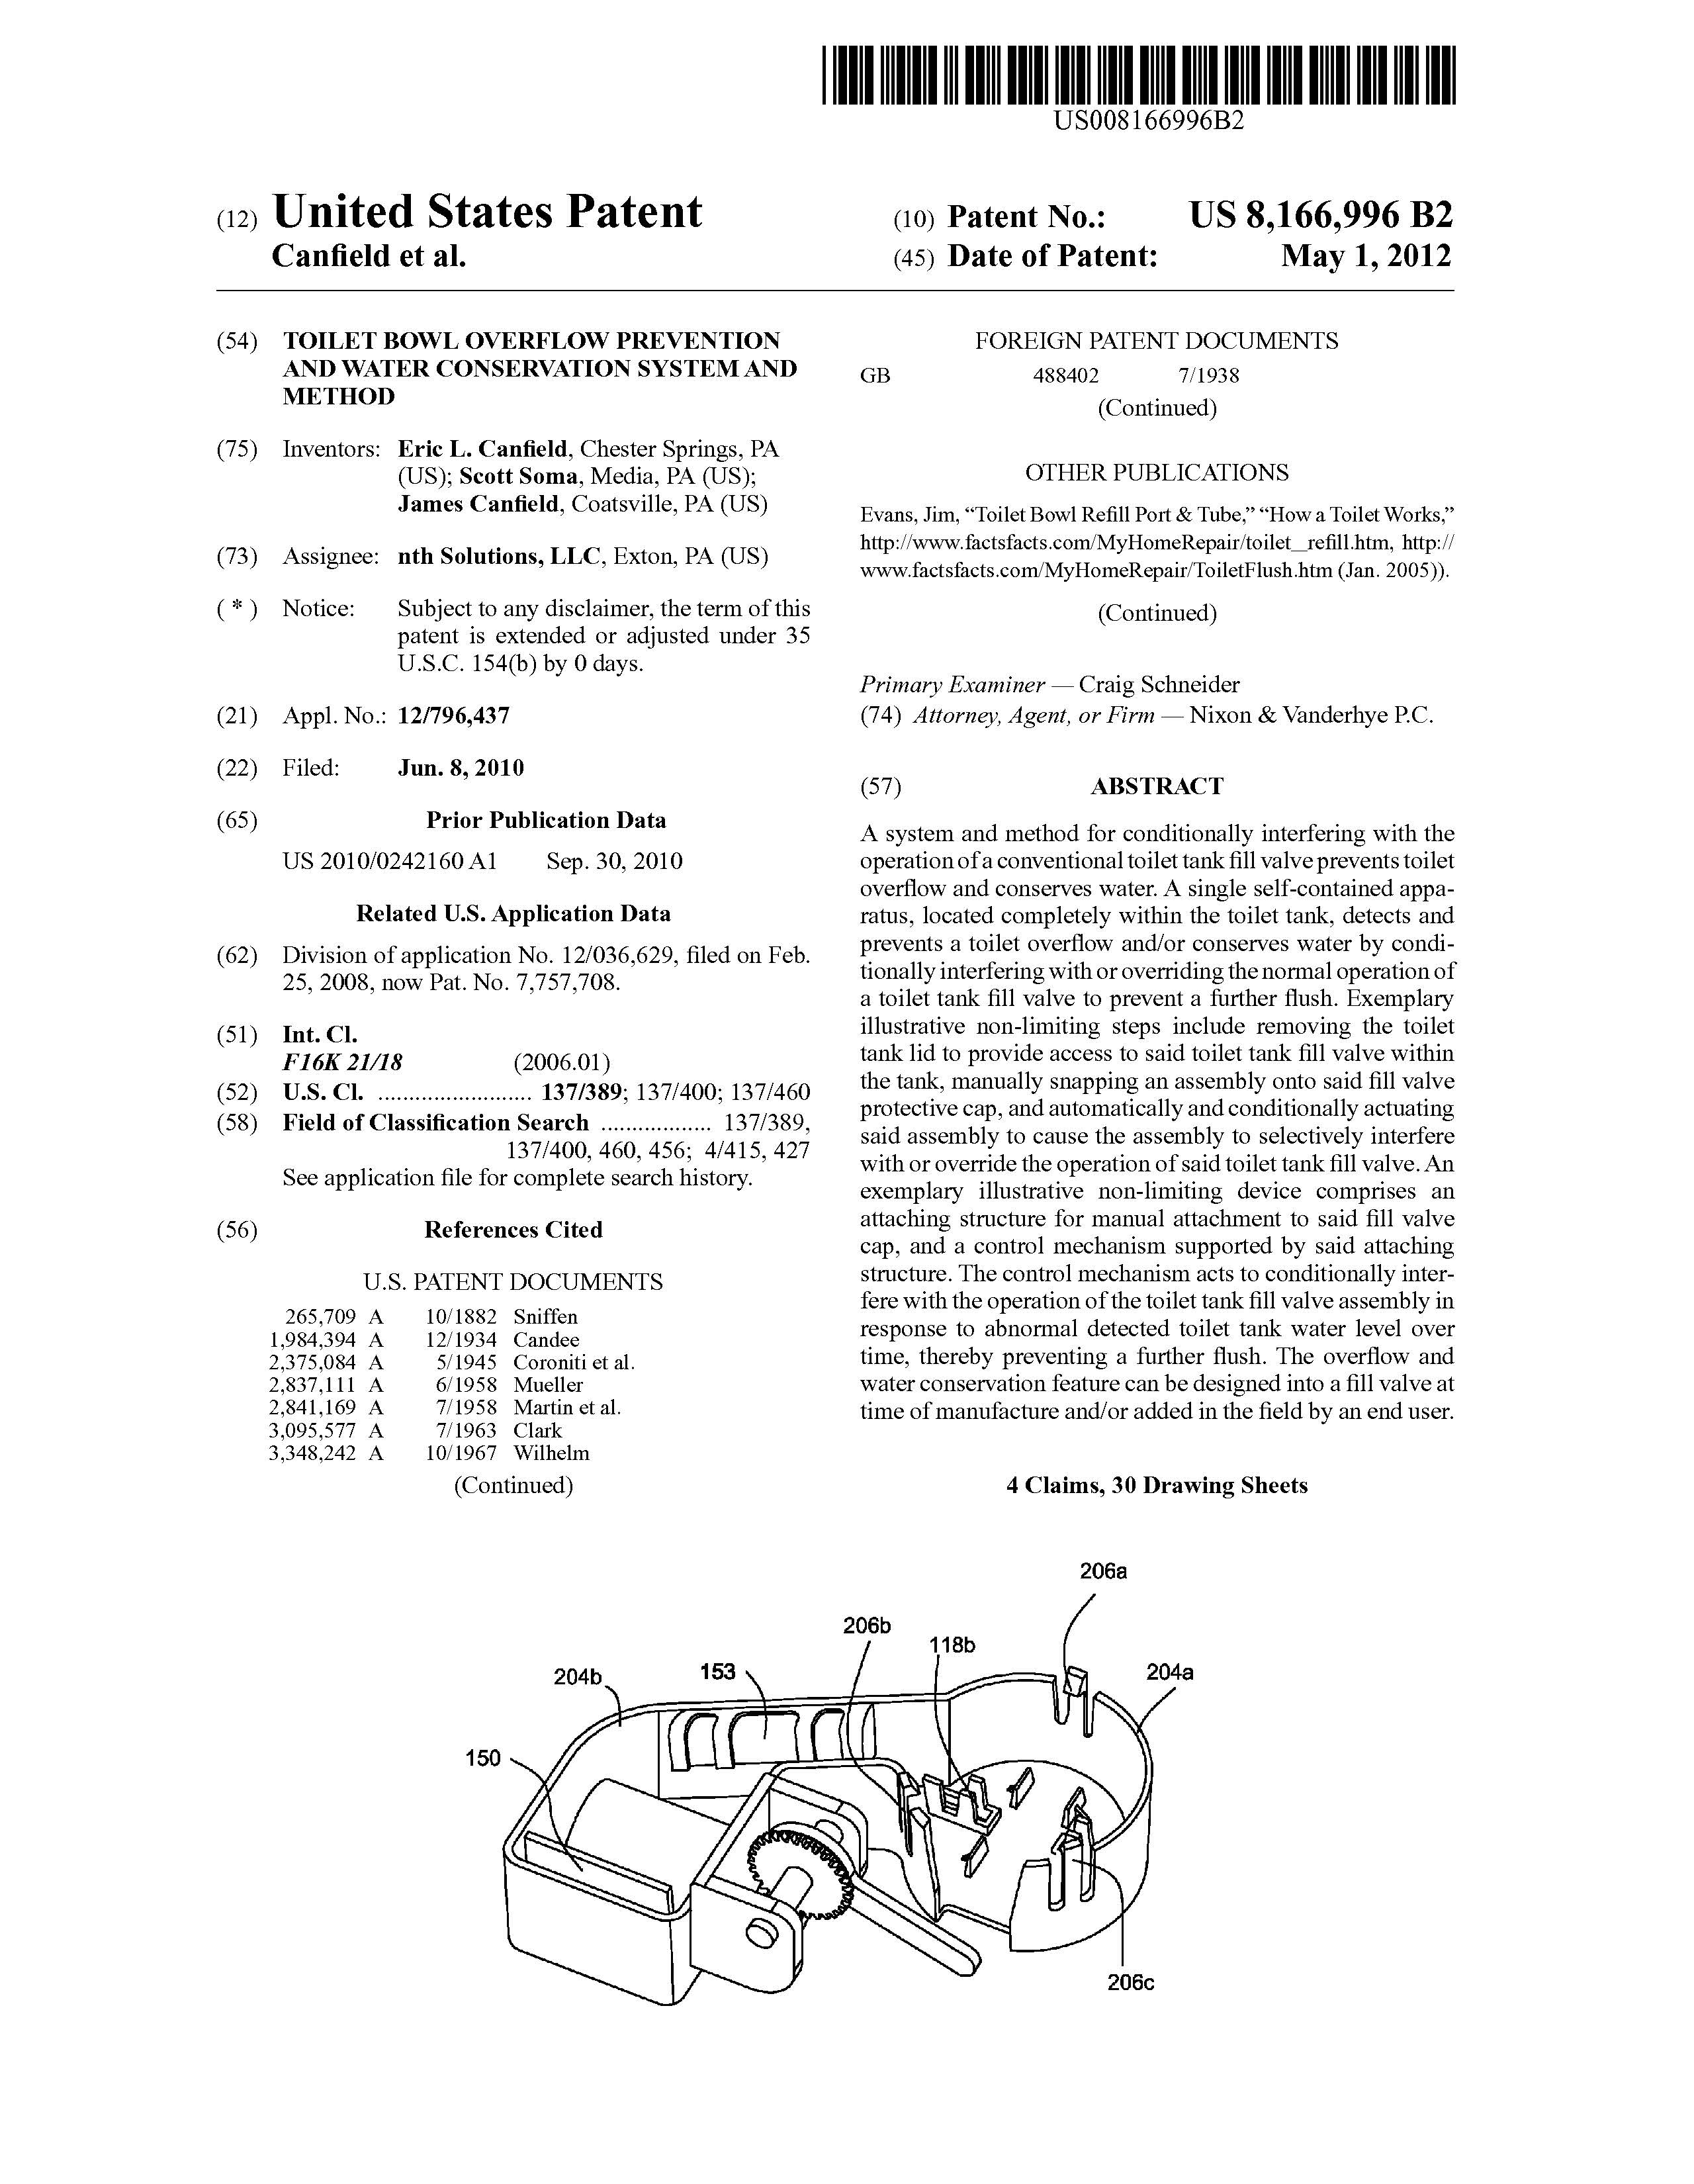 US008166996B2
(12) United States Patent
Canfield et al.
(10) Patent No.: US 8,166,996 B2
(45) Date of Patent: May 1, 2012
(54) TOILET BOWL OVERFLOW PREVENTION
AND WATER CONSERVATION SYSTEM AND
METHOD
(75) Inventors: Eric L. Canfield, Chester Springs, PA
(US); Scott Soma, Media, PA (US);
James Canfield, Coatsville, PA (US)
(73) Assignee: nth Solutions, LLC, Exton, PA (US)
( * ) Notice: Subject to any disclaimer, the term of this
patent is extended or adjusted under 35
U.S.C. 154(b) by 0 days.
(21) Appl. No.: 12/796,437
(22) Filed: Jun. 8, 2010
(65) Prior Publication Data
US 2010/0242160 A1 Sep. 30, 2010
Related U.S. Application Data
(62) Division of application No. 12/036,629, filed on Feb.
25, 2008, now Pat. No. 7,757,708.
(51) Int. Cl.
F16K 21/18 (2006.01)
(52) U.S. Cl. ......................... 137/389; 137/400; 137/460
(58) Field of Classification Search .................. 137/389,
137/400, 460, 456; 4/415, 427
See application file for complete search history.
(56) References Cited
U.S. PATENT DOCUMENTS
265,709 A 10/1882 Sniffen
1,984,394 A 12/1934 Candee
2,375,084 A 5/1945 Coroniti et al.
2,837,111 A 6/1958 Mueller
2,841,169 A 7/1958 Martin et al.
3,095,577 A 7/1963 Clark
3,348,242 A 10/1967 Wilhelm
(Continued)
FOREIGN PATENT DOCUMENTS
GB 488402 7/1938
(Continued)
OTHER PUBLICATIONS
Evans, Jim, “Toilet Bowl Refill Port & Tube,” “How a Toilet Works,”
http://www.factsfacts.com/MyHomeRepair/toilet_refill.htm, http://
www.factsfacts.com/MyHomeRepair/ToiletFlush.htm (Jan. 2005)).
(Continued)
Primary Examiner — Craig Schneider
(74) Attorney, Agent, or Firm — Nixon & Vanderhye P.C.
(57) ABSTRACT
A system and method for conditionally interfering with the
operation of a conventional toilet tank fill valve prevents toilet
overflow and conserves water. A single self-contained appa-
ratus, located completely within the toilet tank, detects and
prevents a toilet overflow and/or conserves water by condi-
tionally interfering with or overriding the normal operation of
a toilet tank fill valve to prevent a further flush. Exemplary
illustrative non-limiting steps include removing the toilet
tank lid to provide access to said toilet tank fill valve within
the tank, manually snapping an assembly onto said fill valve
protective cap, and automatically and conditionally actuating
said assembly to cause the assembly to selectively interfere
with or override the operation of said toilet tank fill valve. An
exemplary illustrative non-limiting device comprises an
attaching structure for manual attachment to said fill valve
cap, and a control mechanism supported by said attaching
structure. The control mechanism acts to conditionally inter-
fere with the operation of the toilet tank fill valve assembly in
response to abnormal detected toilet tank water level over
time, thereby preventing a further flush. The overflow and
water conservation feature can be designed into a fill valve at
time of manufacture and/or added in the field by an end user.
4 Claims, 30 Drawing Sheets
206a
206b
118b
204b
153
204a
150
206c